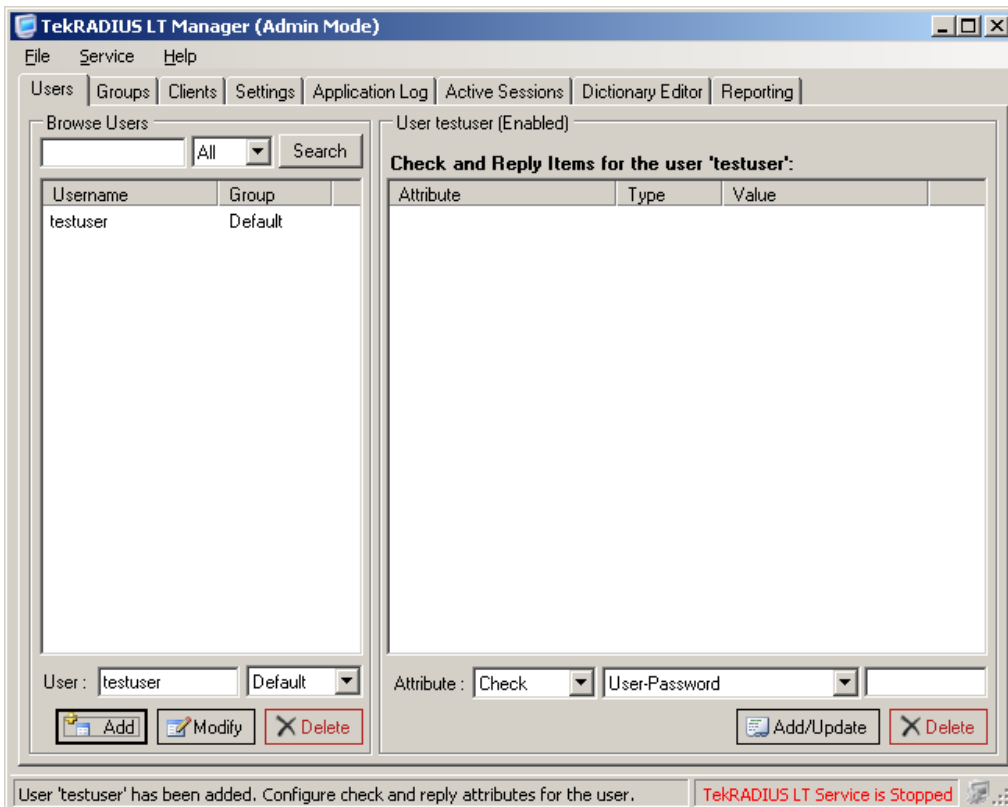 TekRADIUS LT Manager (Admin Mode)
File Service Help
Users Groups Clients Settings Application Log Active Sessions Dictionary Editor Reporting
Browse Users
All Search
Username Group
testuser Default
User : testuser Default
Add Modify Delete
User testuser (Enabled)
Check and Reply Items for the user 'testuser':
Attribute Type Value
Attribute : Check User-Password
Add/Update Delete
User 'testuser' has been added. Configure check and reply attributes for the user. TekRADIUS LT Service is Stopped